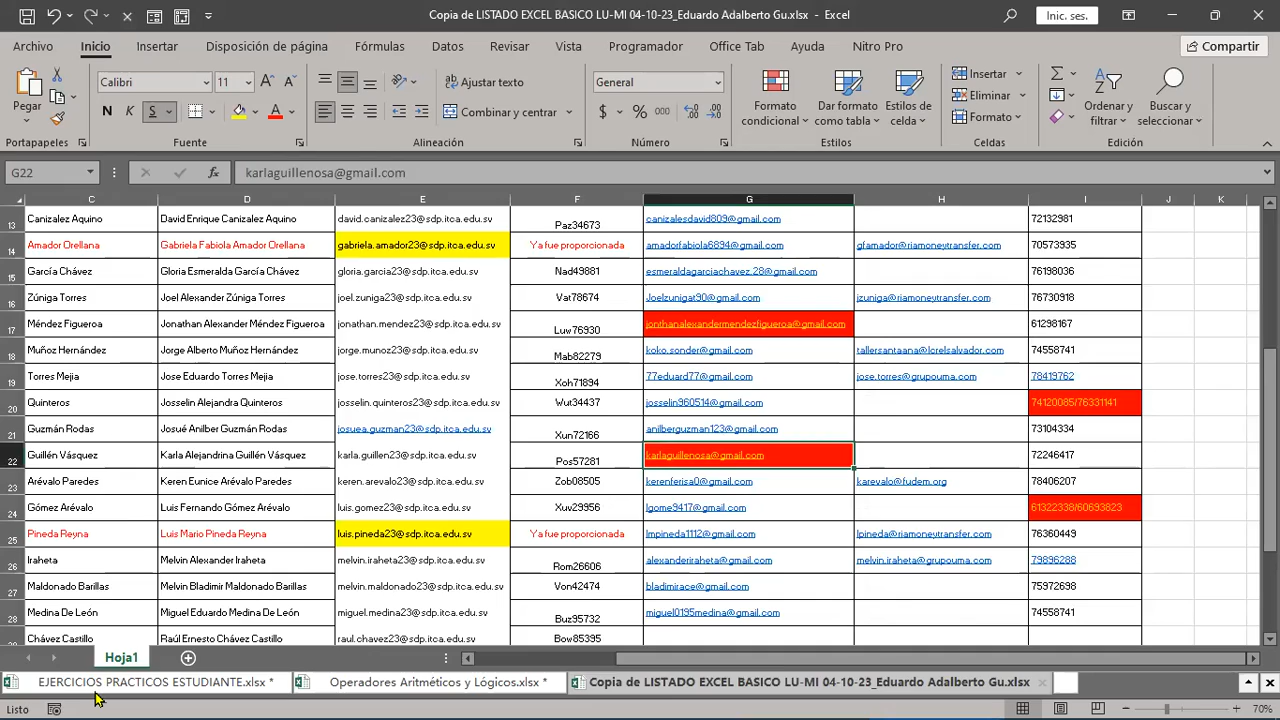 Copia de LISTADO EXCEL BASICO LU-MI 04-10-23_Eduardo Adalberto Gu.xlsx - Excel
Inic. ses.
Archivo Inicio Insertar Disposición de página Fórmulas Datos Revisar Vista Programador Office Tab Ayuda Nitro Pro Compartir
Pegar Calibri 11 Ajustar texto General Formato condicional Dar formato como tabla Estilos de celda Insertar Ordenar y filtrar Buscar y seleccionar
N K S Combinar y centrar $ % 000 Eliminar
Formato
Portapapeles Fuente Alineación Número Estilos Celdas Edición
G22 fx karlaguillenosa@gmail.com
C D E F G H I J K
13 Canizalez Aquino David Enrique Canizalez Aquino david.canizalez23@sdp.itca.edu.sv Paz34673 canizalesdavid809@gmail.com 72132981
14 Amador Orellana Gabriela Fabiola Amador Orellana gabriela.amador23@sdp.itca.edu.sv Ya fue proporcionada amadorfabiola6894@gmail.com gfamador@riamoneytransfer.com 70573935
15 García Chávez Gloria Esmeralda García Chávez gloria.garcia23@sdp.itca.edu.sv Nad49881 esmeraldagarciachavez.28@gmail.com 76198036
16 Zúniga Torres Joel Alexander Zúniga Torres joel.zuniga23@sdp.itca.edu.sv Vat78674 Joelzunigat90@gmail.com jzuniga@riamoneytransfer.com 76730918
17 Méndez Figueroa Jonathan Alexander Méndez Figueroa jonathan.mendez23@sdp.itca.edu.sv Luw76930 jonthanalexandermendezfigueroa@gmail.com 61298167
18 Muñoz Hernández Jorge Alberto Muñoz Hernández jorge.munoz23@sdp.itca.edu.sv Mab82279 koko.sonder@gmail.com tallersantaana@lcrelsalvador.com 74558741
19 Torres Mejia Jose Eduardo Torres Mejia jose.torres23@sdp.itca.edu.sv Xoh71894 77eduard77@gmail.com jose.torres@grupouma.com 78419762
20 Quinteros Josselin Alejandra Quinteros josselin.quinteros23@sdp.itca.edu.sv Wut34437 josselin960514@gmail.com 74120085/76331141
21 Guzmán Rodas Josué Anilber Guzmán Rodas josuea.guzman23@sdp.itca.edu.sv Xun72166 anilberguzman123@gmail.com 73104334
22 Guillén Vásquez Karla Alejandrina Guillén Vásquez karla.guillen23@sdp.itca.edu.sv Pos57281 karlaguillenosa@gmail.com 72246417
23 Arévalo Paredes Keren Eunice Arévalo Paredes keren.arevalo23@sdp.itca.edu.sv Zob08505 kerenferisa0@gmail.com karevalo@fudem.org 78406207
24 Gómez Arévalo Luis Fernando Gómez Arévalo luis.gomez23@sdp.itca.edu.sv Xuv29956 lgome9417@gmail.com 61322338/60693823
25 Pineda Reyna Luis Mario Pineda Reyna luis.pineda23@sdp.itca.edu.sv Ya fue proporcionada lmpineda1112@gmail.com lpineda@riamoneytransfer.com 76360449
26 Iraheta Melvin Alexander Iraheta melvin.iraheta23@sdp.itca.edu.sv Rom26606 alexanderiraheta@gmail.com melvin.iraheta@grupouma.com 79896288
27 Maldonado Barillas Melvin Bladimir Maldonado Barillas melvin.maldonado23@sdp.itca.edu.sv Von42474 bladimirace@gmail.com 75972698
28 Medina De León Miguel Eduardo Medina De León miguel.medina23@sdp.itca.edu.sv Buz95732 miguel0195medina@gmail.com 74558741
Chávez Castillo Raúl Ernesto Chávez Castillo raul.chavez23@sdp.itca.edu.sv Bow85395
Hoja1
EJERCICIOS PRACTICOS ESTUDIANTE.xlsx * Operadores Aritméticos y Lógicos.xlsx * Copia de LISTADO EXCEL BASICO LU-MI 04-10-23_Eduardo Adalberto Gu.xlsx
Listo 70%